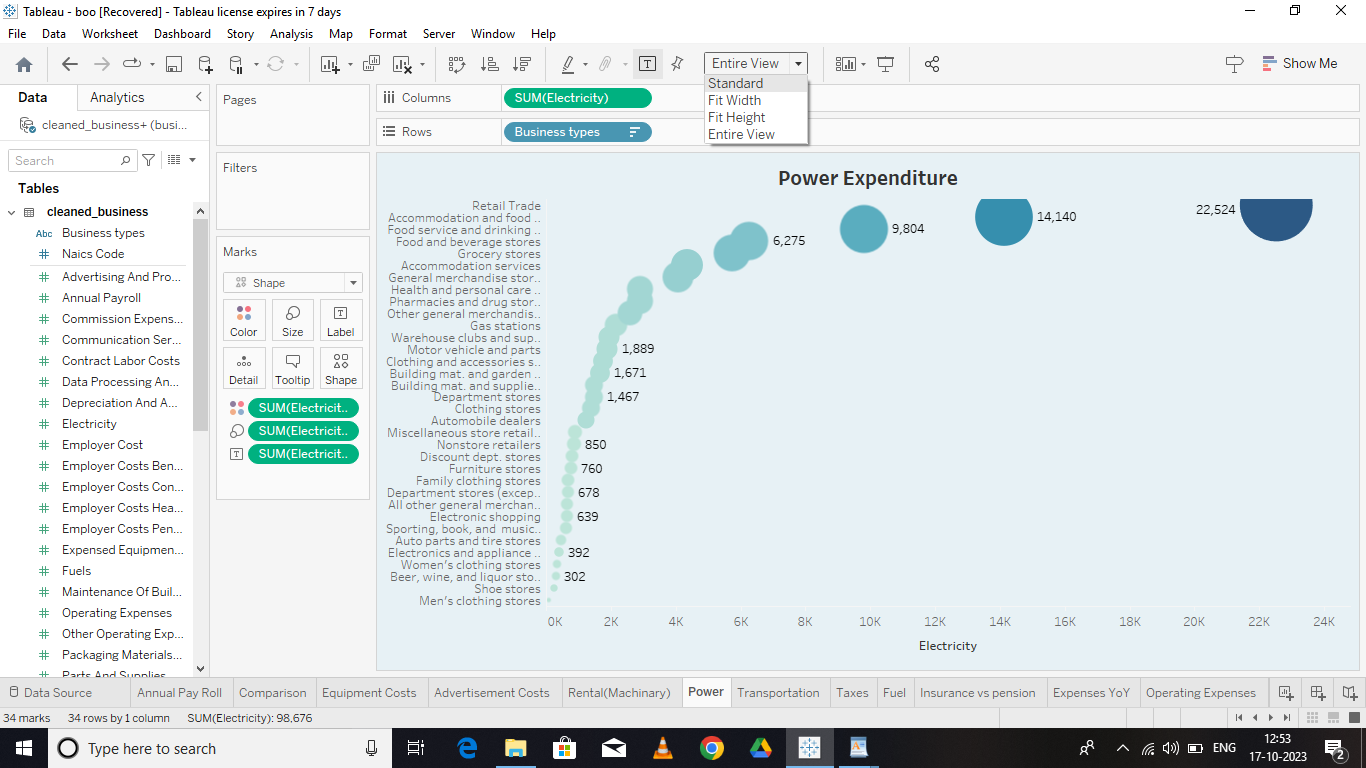 Tableau - boo [Recovered] - Tableau license expires in 7 days
File Data Worksheet Dashboard Story Analysis Map Format Server Window Help
Entire View
Show Me
Standard
Fit Width
Fit Height
Entire View
Data Analytics
cleaned_business+ (busi...
Search
Tables
cleaned_business
Abc Business types
Naics Code
Advertising And Pro...
Annual Payroll
Commission Expens...
Communication Ser...
Contract Labor Costs
Data Processing An...
Depreciation And A...
Electricity
Employer Cost
Employer Costs Ben...
Employer Costs Con...
Employer Costs Hea...
Employer Costs Pen...
Expensed Equipmen...
Fuels
Maintenance Of Buil...
Operating Expenses
Other Operating Exp...
Packaging Materials...
Parts And Supplies
Pages
Filters
Marks
Shape
Color Size Label
Detail Tooltip Shape
SUM(Electricit..
SUM(Electricit..
SUM(Electricit..
Columns SUM(Electricity)
Rows Business types
Power Expenditure
Retail Trade
Accommodation and food ..
Food service and drinking ..
Food and beverage stores
Grocery stores
Accommodation services
General merchandise stor..
Health and personal care ..
Pharmacies and drug stor..
Other general merchandis..
Gas stations
Warehouse clubs and sup..
Motor vehicle and parts
Clothing and accessories s..
Building mat. and garden ..
Building mat. and supplie..
Department stores
Clothing stores
Automobile dealers
Miscellaneous store retail..
Nonstore retailers
Discount dept. stores
Furniture stores
Family clothing stores
Department stores (excep..
All other general merchan..
Electronic shopping
Sporting, book, and music..
Auto parts and tire stores
Electronics and appliance ..
Women's clothing stores
Beer, wine, and liquor sto..
Shoe stores
Men's clothing stores
22,524
14,140
9,804
6,275
1,889
1,671
1,467
850
760
678
639
392
302
0K 2K 4K 6K 8K 10K 12K 14K 16K 18K 20K 22K 24K
Electricity
Data Source Annual Pay Roll Comparison Equipment Costs Advertisement Costs Rental(Machinary) Power Transportation Taxes Fuel Insurance vs pension Expenses YoY Operating Expenses
34 marks 34 rows by 1 column SUM(Electricity): 98,676
Type here to search
ENG
12:53
17-10-2023
2